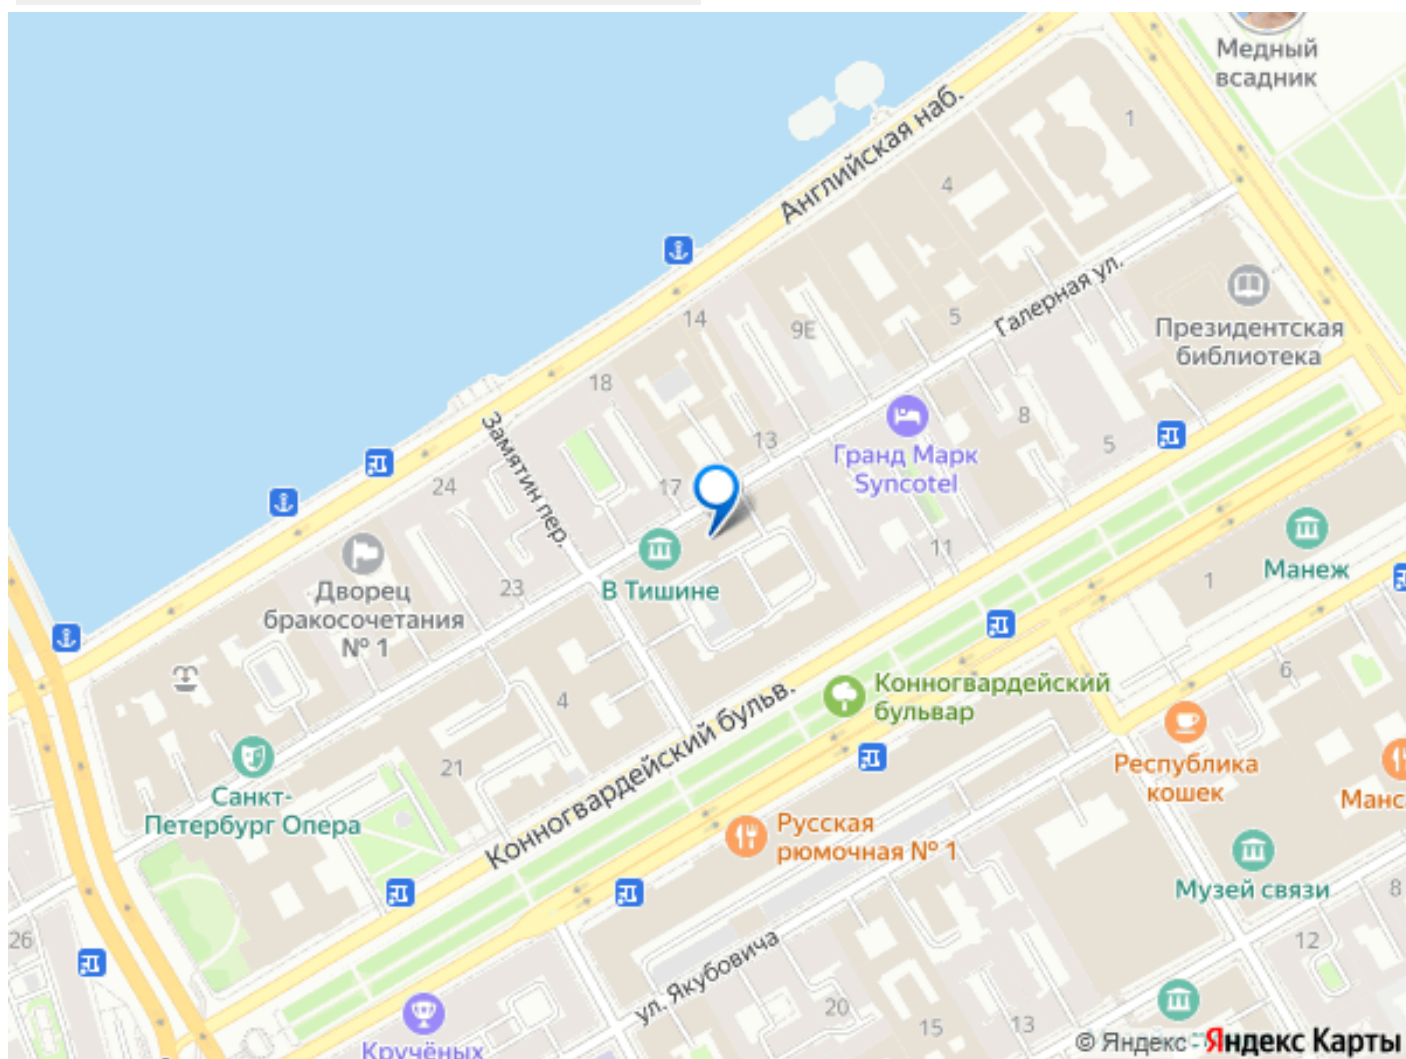 Медный
всадник
Английская наб.
1
4
Галерная ул.
Президентская
библиотека
5
14
9Е
18
8
13
5
Гранд Марк
Syncotel
Замятин пер.
24
17
11
Манеж
1
В Тишине
23
Дворец
бракосочетания
№ 1
6
4
Конногвардейский
бульвар
Конногвардейский бульв.
21
Республика
кошек
Манс
Санкт-
Петербург Опера
Русская
рюмочная № 1
Музей связи
8
26
12
ул. Якубовича
20
15
13
Кручёных
© Яндекс
Яндекс Карты